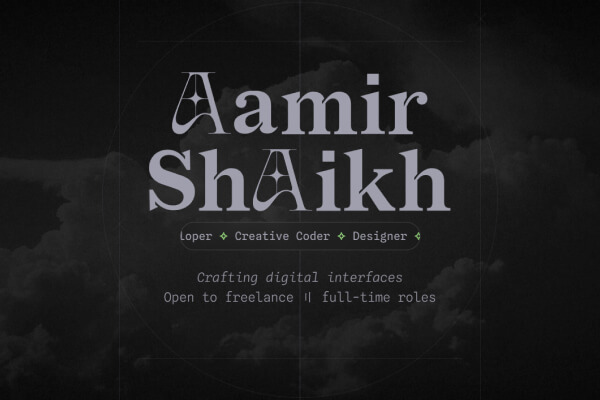 Aamir
ShAikh
loper ✧ Creative Coder ✧ Designer ✧
Crafting digital interfaces
Open to freelance || full-time roles